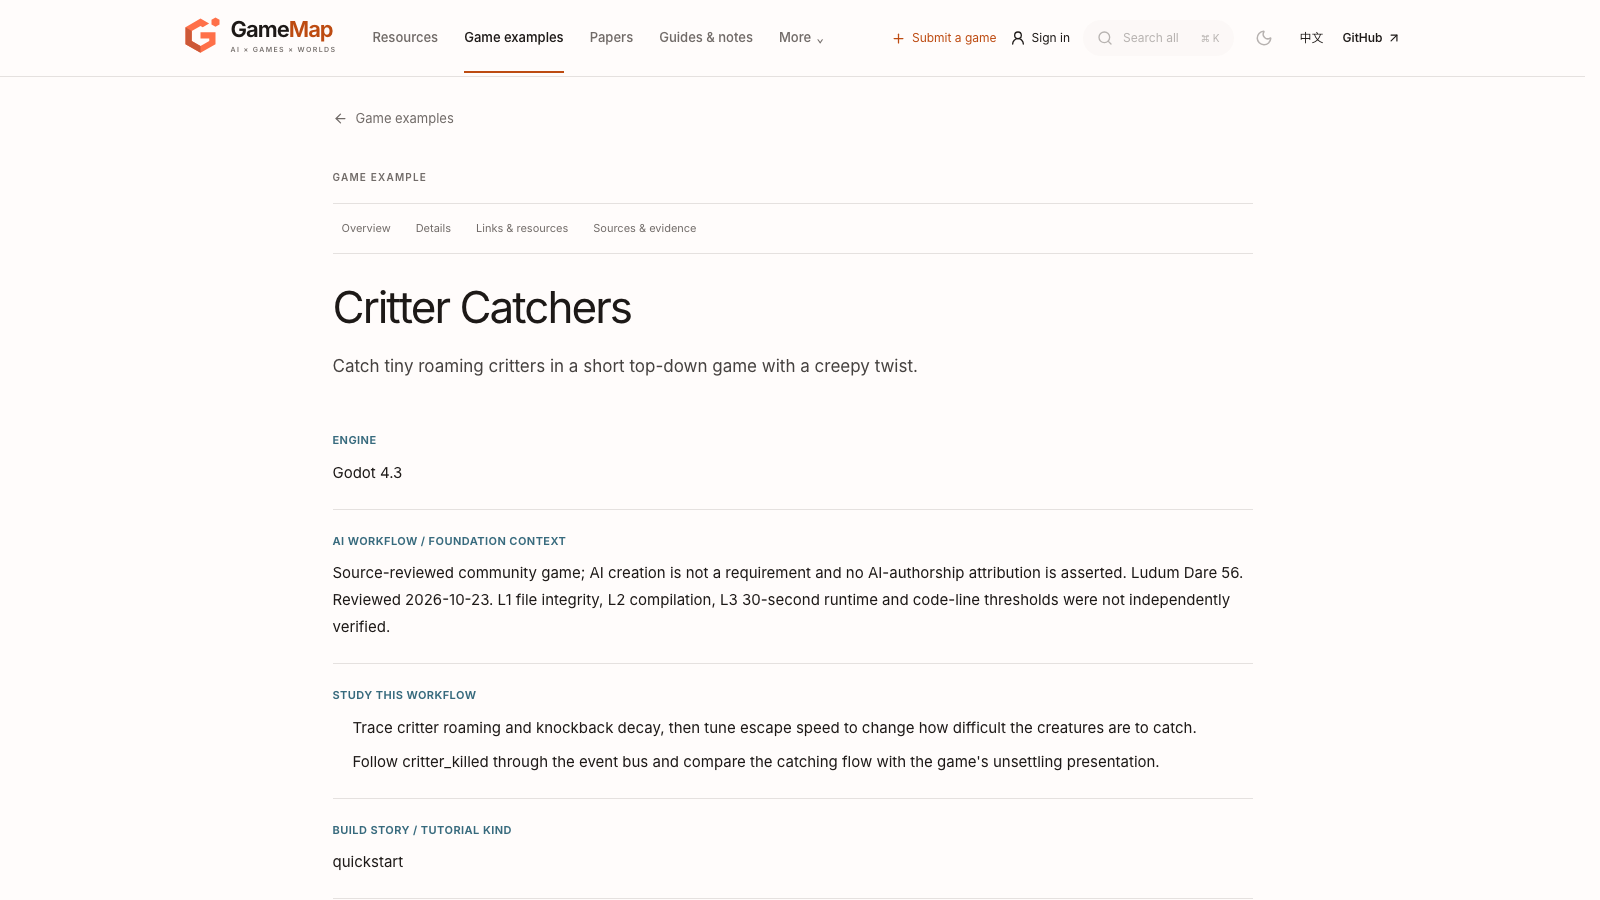 GameMap
AI × GAMES × WORLDS
Resources
Game examples
Papers
Guides & notes
More
Submit a game
Sign in
Search all
⌘ K
中文
GitHub
Game examples
GAME EXAMPLE
Overview
Details
Links & resources
Sources & evidence
Critter Catchers
Catch tiny roaming critters in a short top-down game with a creepy twist.
ENGINE
Godot 4.3
AI WORKFLOW / FOUNDATION CONTEXT
Source-reviewed community game; AI creation is not a requirement and no AI-authorship attribution is asserted. Ludum Dare 56.
Reviewed 2026-10-23. L1 file integrity, L2 compilation, L3 30-second runtime and code-line thresholds were not independently
verified.
STUDY THIS WORKFLOW
Trace critter roaming and knockback decay, then tune escape speed to change how difficult the creatures are to catch.
Follow critter_killed through the event bus and compare the catching flow with the game's unsettling presentation.
BUILD STORY / TUTORIAL KIND
quickstart